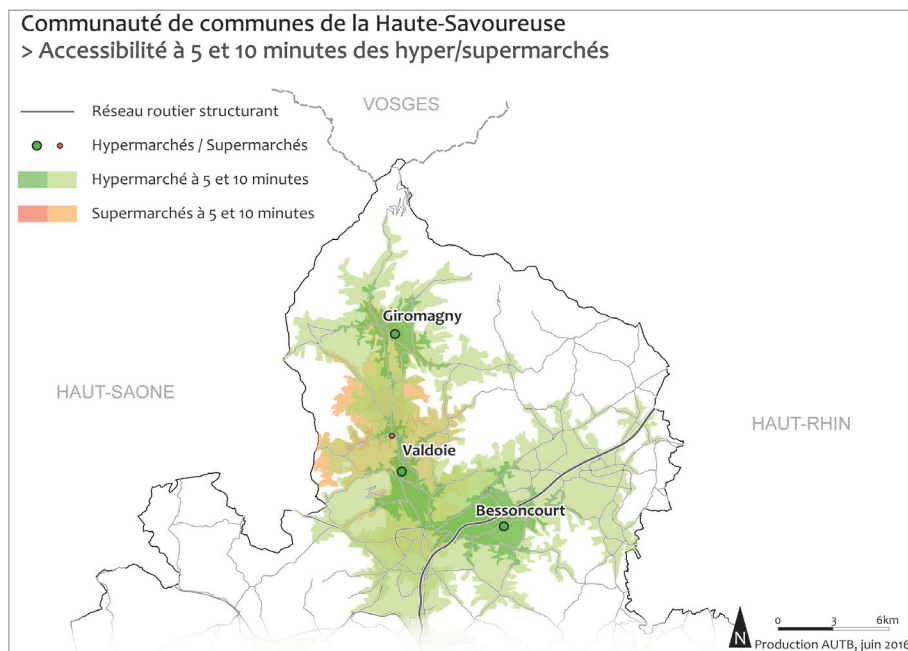 Communauté de communes de la Haute-Savoureuse
> Accessibilité à 5 et 10 minutes des hyper/supermarchés
VOSGES
Réseau routier structurant
Hypermarchés / Supermarchés
Hypermarché à 5 et 10 minutes
Supermarchés à 5 et 10 minutes
Giromagny
HAUT-SAONE
HAUT-RHIN
Valdoie
Bessoncourt
N
0 3 6km
Production AUTB, juin 2016